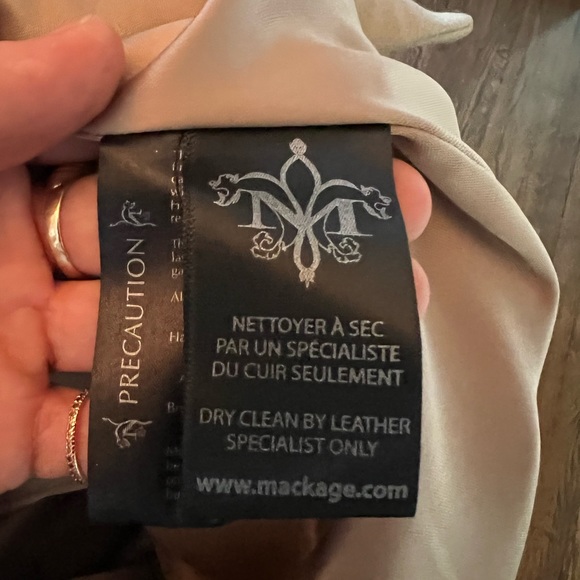 PRECAUTION
NETTOYER À SEC
PAR UN SPÉCIALISTE
DU CUIR SEULEMENT
DRY CLEAN BY LEATHER
SPECIALIST ONLY
www.mackage.com